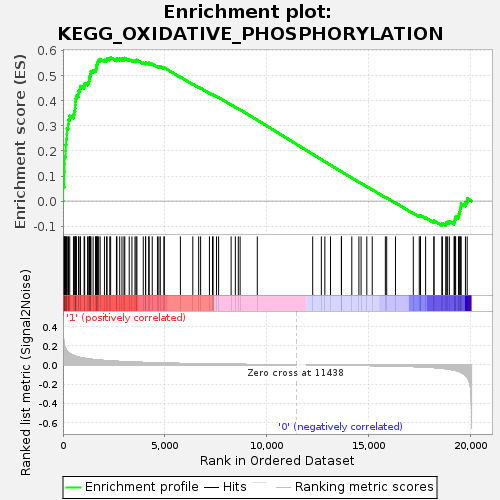 Enrichment plot:
KEGG_OXIDATIVE_PHOSPHORYLATION
Enrichment score (ES)
0.6
0.5
0.4
0.3
0.2
0.1
0.0
-0.1
'1' (positively correlated)
Ranked list metric (Signal2Noise)
0.4
0.2
0.0
-0.2
-0.4
-0.6
Zero cross at 11438
'0' (negatively correlated)
0
5,000
10,000
15,000
20,000
Rank in Ordered Dataset
Enrichment profile
Hits
Ranking metric scores